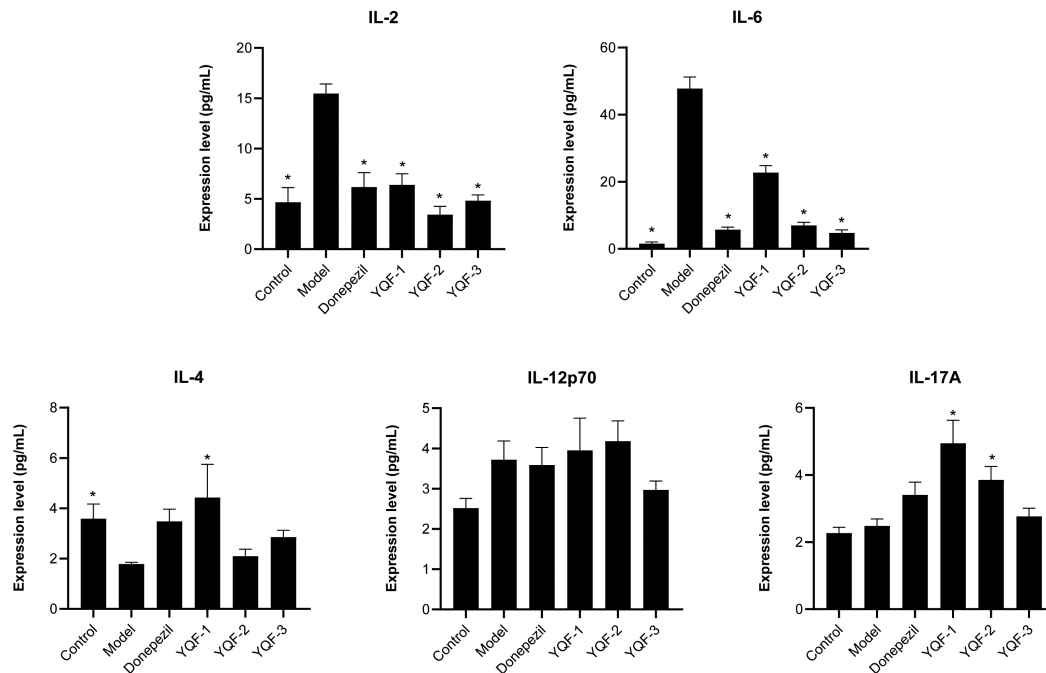 IL-2
Expression level (pg/mL)
20
15
10
5
0
*
*
*
*
*
Control
Model
Donepezil
YQF-1
YQF-2
YQF-3
IL-6
Expression level (pg/mL)
60
40
20
0
*
*
*
*
*
Control
Model
Donepezil
YQF-1
YQF-2
YQF-3
IL-4
Expression level (pg/mL)
8
6
4
2
0
*
*
Control
Model
Donepezil
YQF-1
YQF-2
YQF-3
IL-12p70
Expression level (pg/mL)
5
4
3
2
1
0
Control
Model
Donepezil
YQF-1
YQF-2
YQF-3
IL-17A
Expression level (pg/mL)
6
4
2
0
*
*
Control
Model
Donepezil
YQF-1
YQF-2
YQF-3